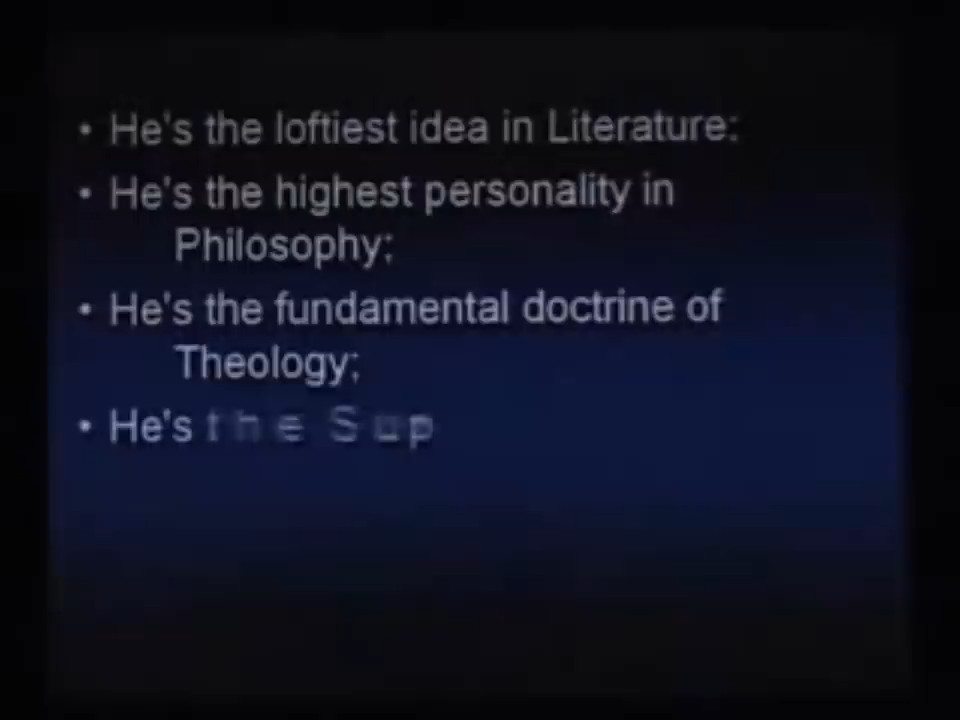 • He's the loftiest idea in Literature;
• He's the highest personality in
Philosophy;
• He's the fundamental doctrine of
Theology;
• He's the Sup